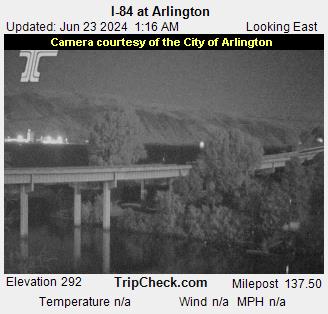 I-84 at Arlington
Updated: Jun 23 2024 1:16 AM Looking East
Camera courtesy of the City of Arlington
Elevation 292 TripCheck.com Milepost 137.50
Temperature n/a Wind n/a MPH n/a